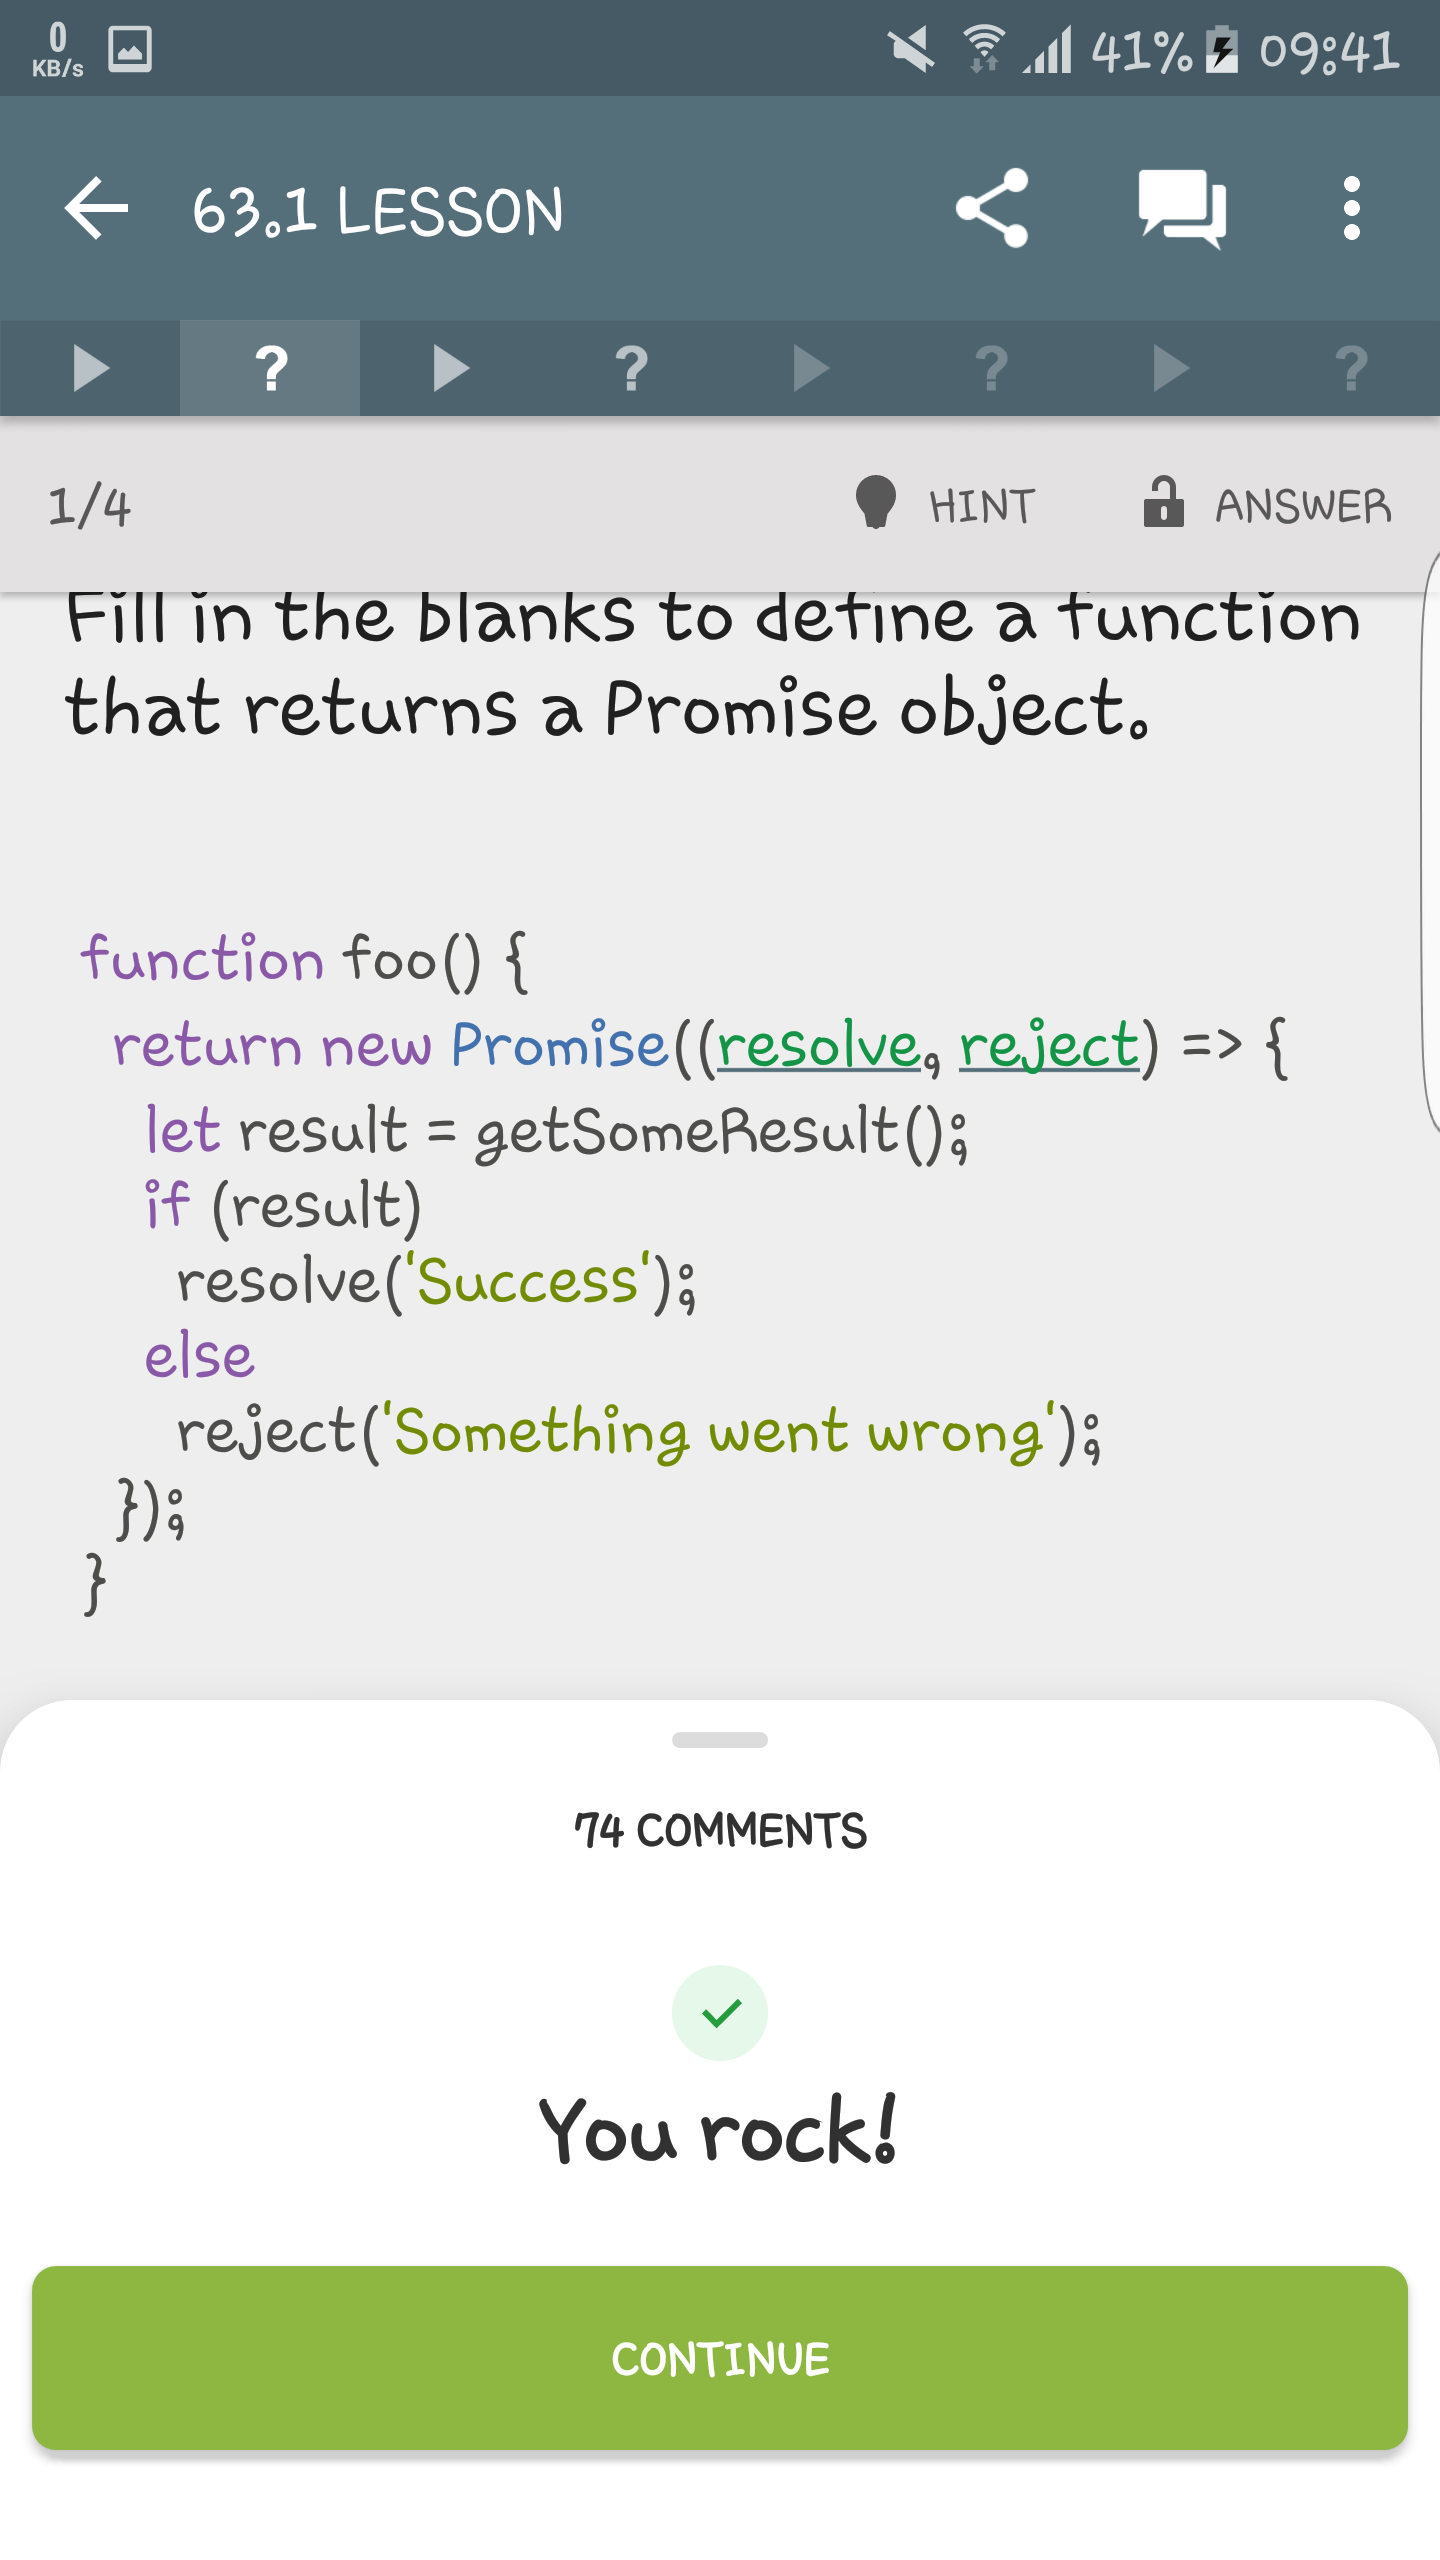 0
KB/s
41%
09:41
63.1 LESSON
? ? ? ?
1/4
HINT
ANSWER
Fill in the blanks to define a function
that returns a Promise object.
function foo() {
return new Promise((resolve, reject) => {
let result = getSomeResult();
if (result)
resolve('Success');
else
reject('Something went wrong');
});
}
74 COMMENTS
You rock!
CONTINUE